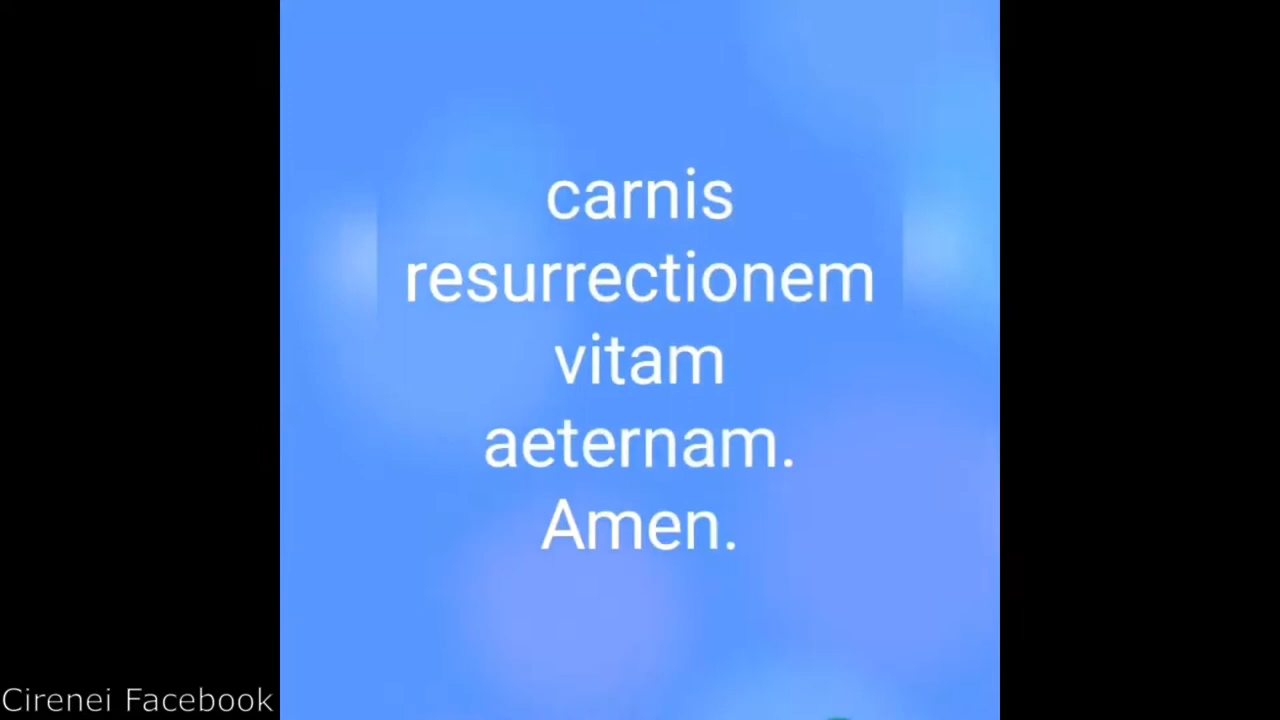 carnis
resurrectionem
vitam
aeternam.
Amen.
Cirenei Facebook